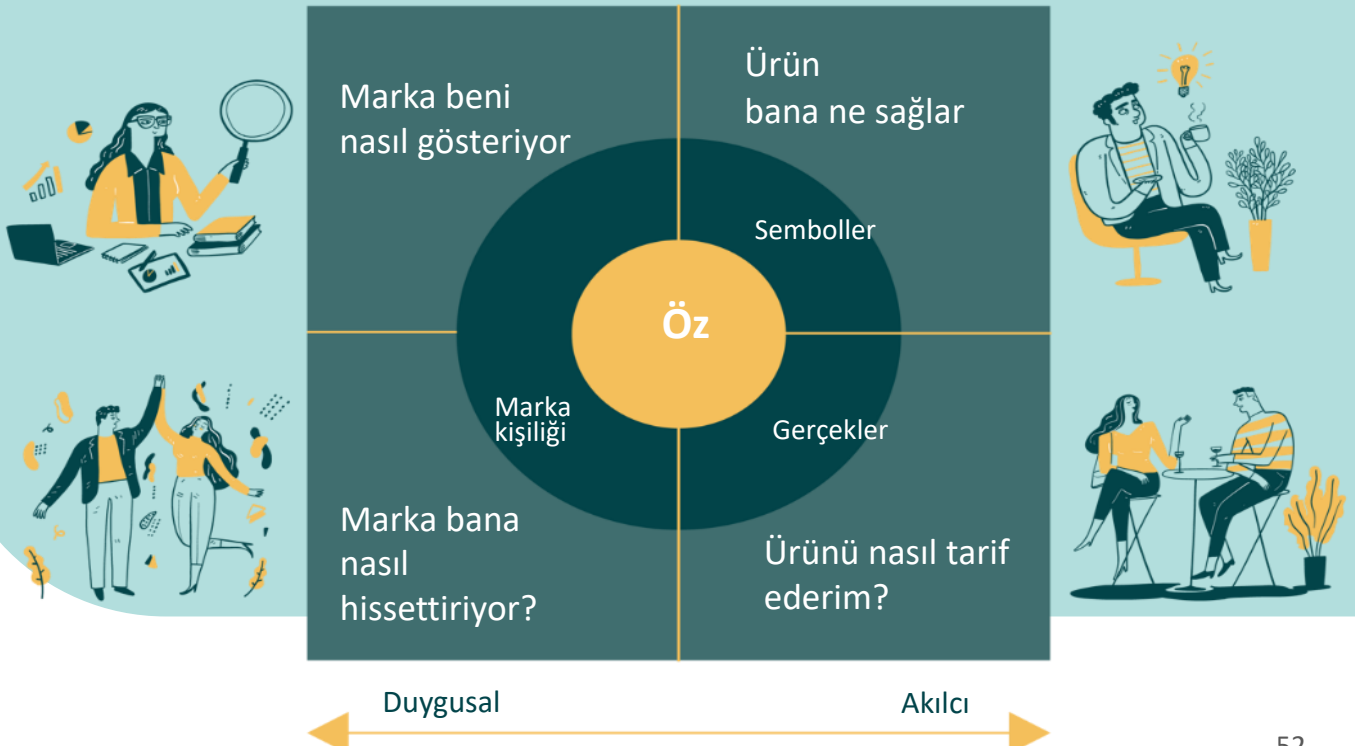 Marka beni
nasıl gösteriyor
Ürün
bana ne sağlar
Semboller
Öz
Marka
kişiliği
Gerçekler
Marka bana
nasıl
hissettiriyor?
Ürünü nasıl tarif
ederim?
Duygusal
Akılcı
52